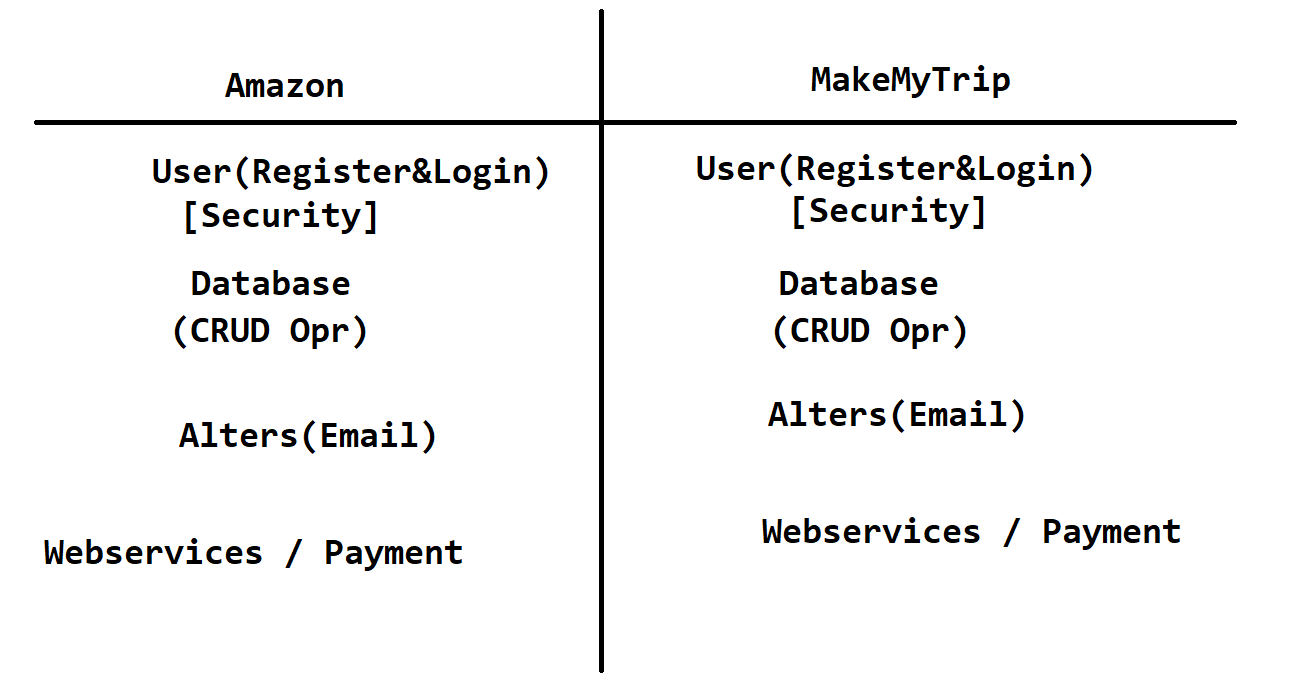 Amazon
User(Register&Login)
[Security]
Database
(CRUD Opr)
Alters(Email)
Webservices / Payment
MakeMyTrip
User(Register&Login)
[Security]
Database
(CRUD Opr)
Alters(Email)
Webservices / Payment